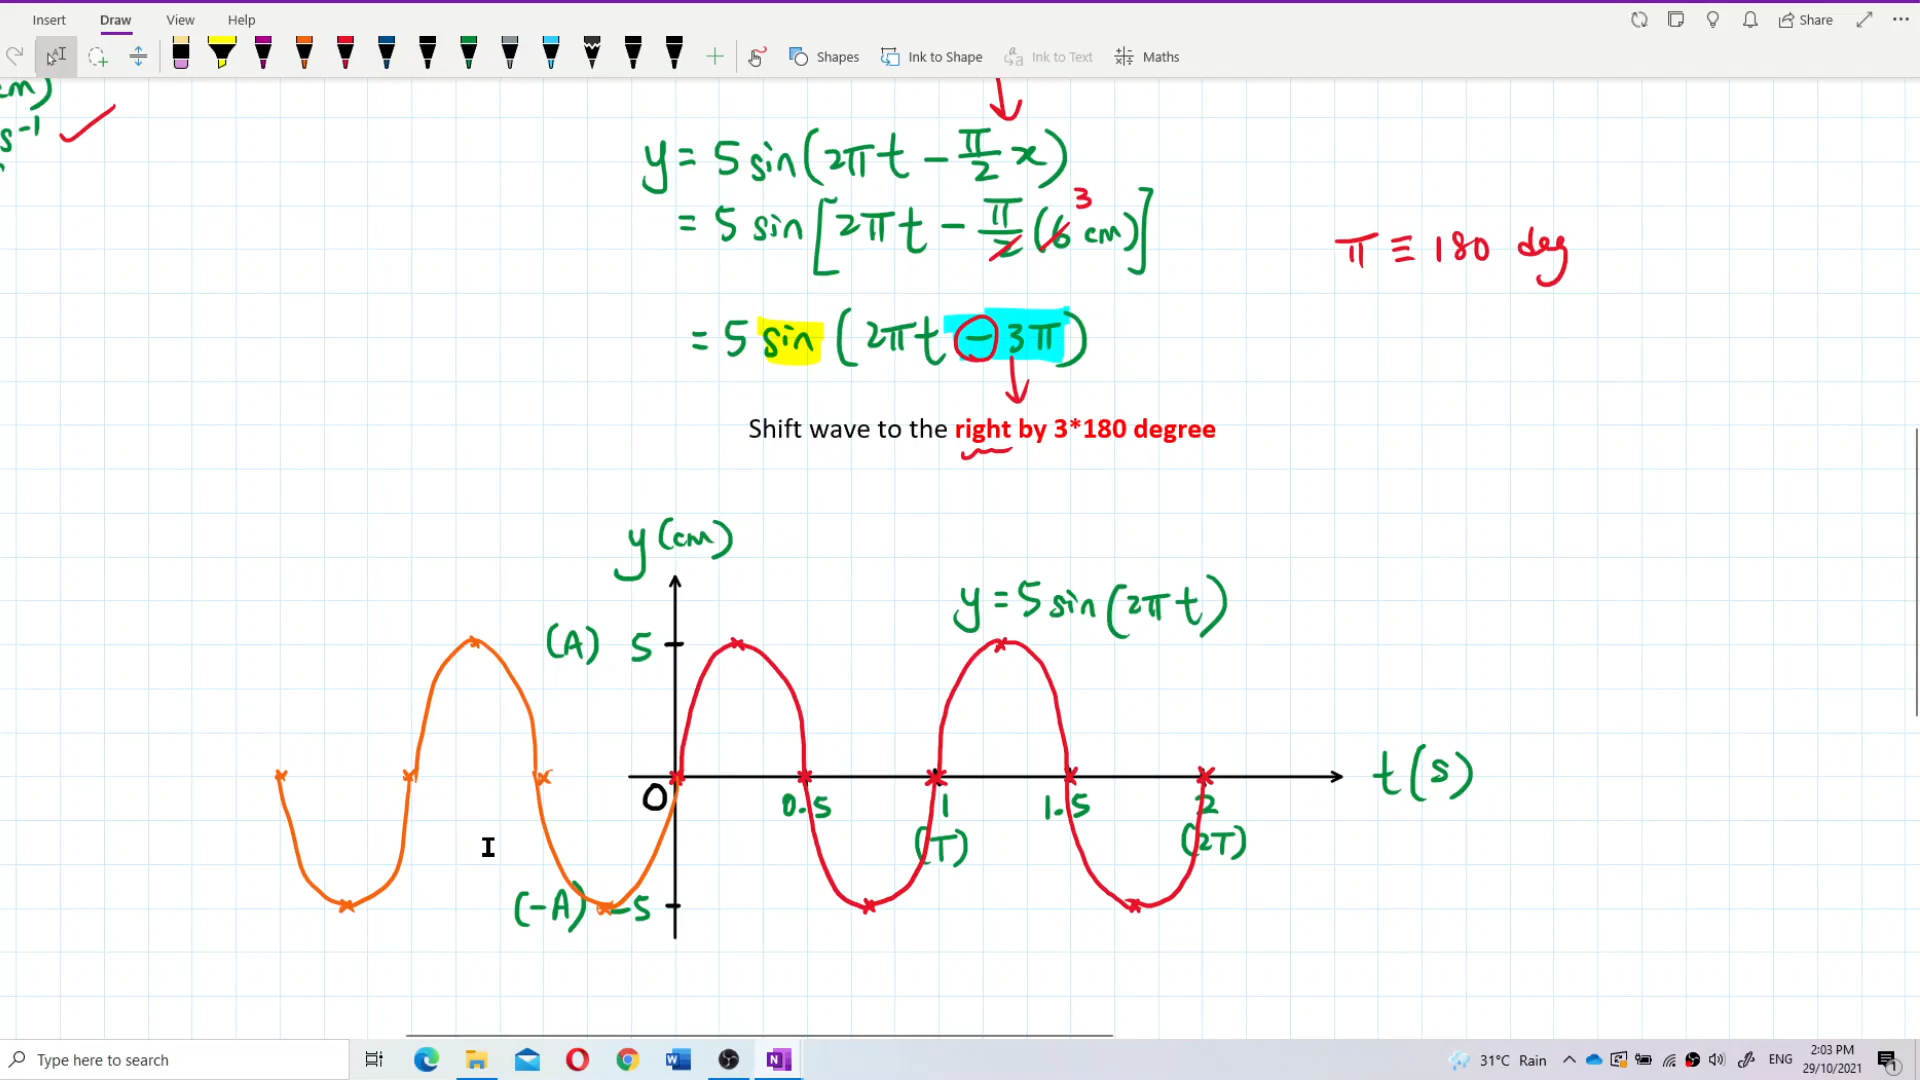 Insert Draw View Help
Share
Shapes Ink to Shape Ink to Text Maths
cm)
s⁻¹
y = 5 sin(2πt − π/2 x)
= 5 sin[2πt − π/2 (6 cm)]
3
π ≡ 180 deg
= 5 sin (2πt − 3π)
Shift wave to the right by 3*180 degree
y (cm)
y = 5 sin(2πt)
(A) 5
0 0.5 1 1.5 2
t(s)
(T) (2T)
(-A) -5
Type here to search
31°C Rain ENG 2:03 PM
29/10/2021
1